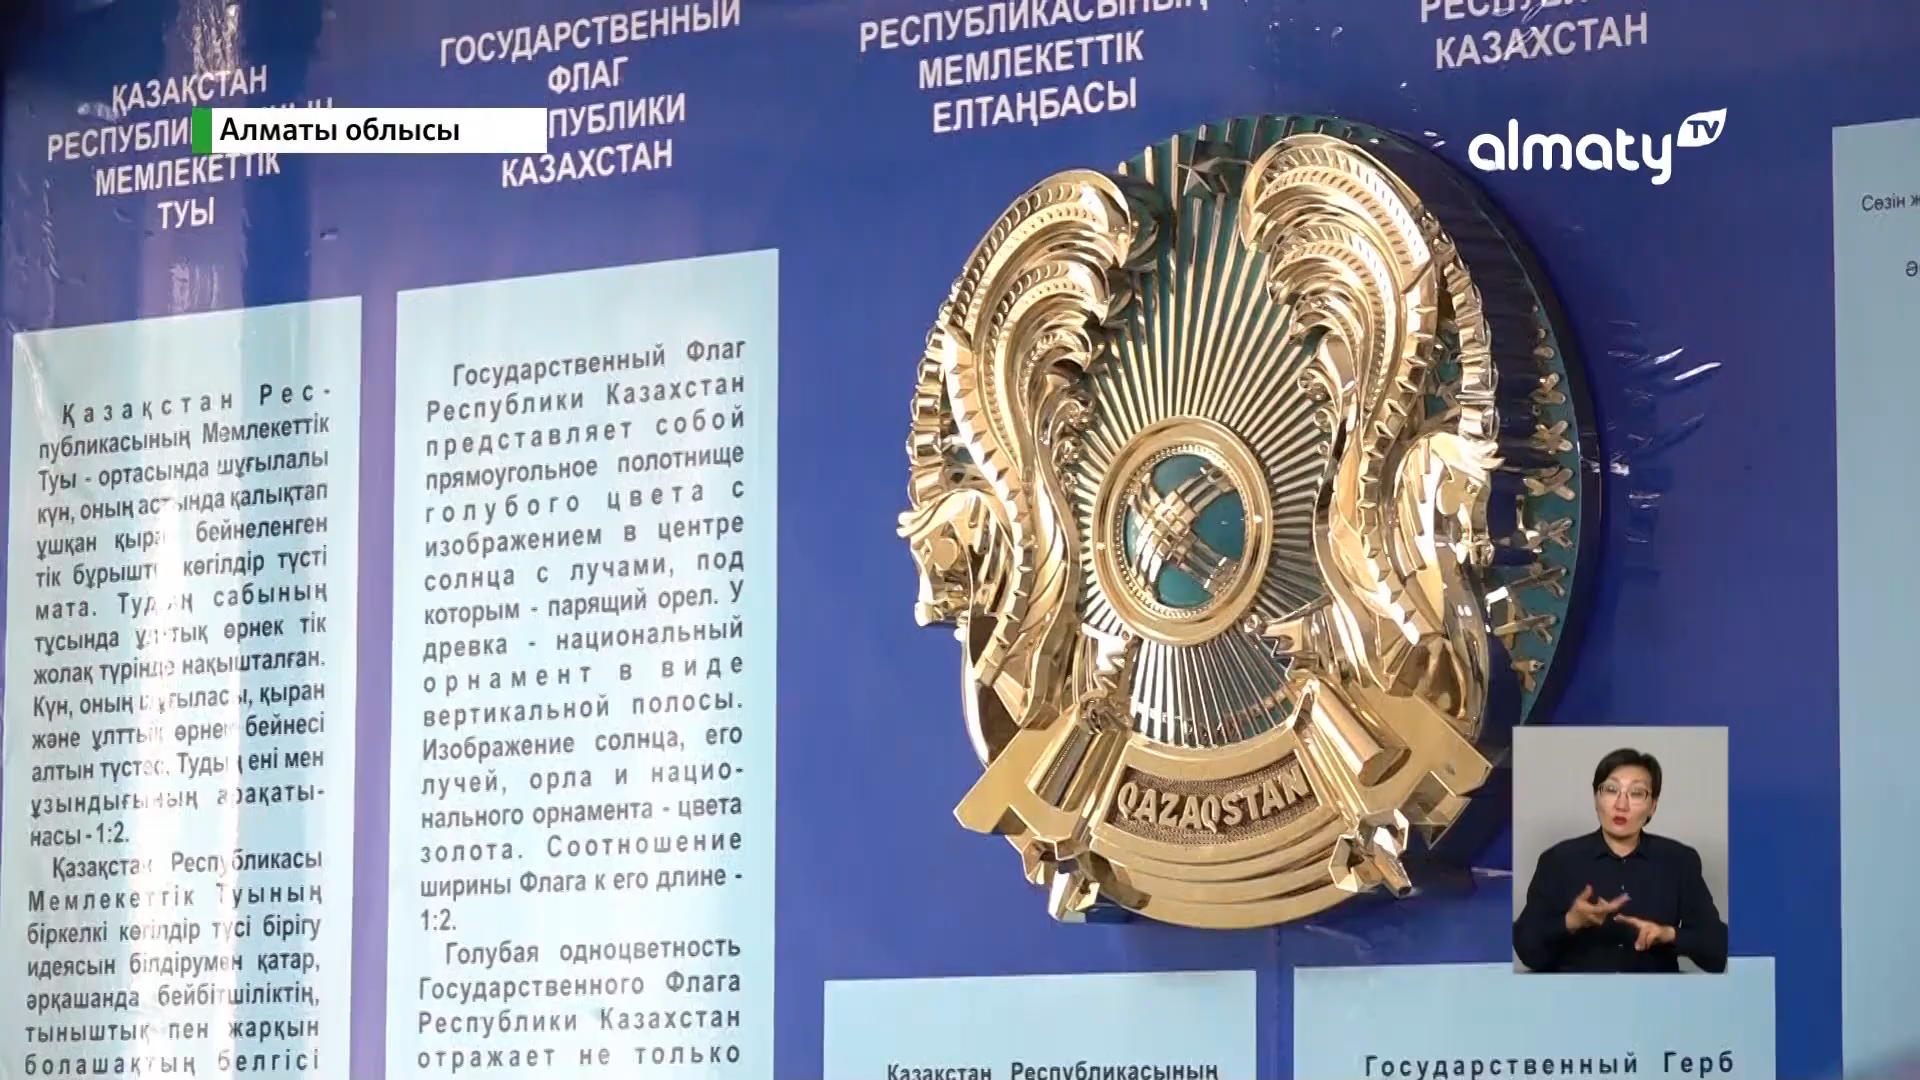 Алматы облысы
almaty TV
ҚАЗАҚСТАН
МЕМЛЕКЕТТІК
ТУЫ
ГОСУДАРСТВЕННЫЙ
ФЛАГ
КАЗАХСТАН
РЕСПУБЛИКАСЫНЫҢ
МЕМЛЕКЕТТІК
ЕЛТАҢБАСЫ
КАЗАХСТАН
Қазақстан Рес-
публикасының Мемлекеттік
Туы - ортасында шұғылалы
күн, оның астында қалықтап
ұшқан қыран бейнеленген
тік бұрышты көгілдір түсті
мата. Тудың сабының
тұсында ұлттық өрнек тік
жолақ түрінде нақышталған.
Күн, оның шұғыласы, қыран
және ұлттық өрнек бейнесі
алтын түстес. Тудың ені мен
ұзындығының арақаты-
насы - 1:2.
Қазақстан Республикасы
Мемлекеттік Туының
біркелкі көгілдір түсі бірігу
идеясын білдірумен қатар,
әрқашанда бейбітшіліктің,
тыныштық пен жарқын
болашақтың белгісі
Государственный Флаг
Республики Казахстан
представляет собой
прямоугольное полотнище
голубого цвета с
изображением в центре
солнца с лучами, под
которым - парящий орел. У
древка - национальный
орнамент в виде
вертикальной полосы.
Изображение солнца, его
лучей, орла и нацио-
нального орнамента - цвета
золота. Соотношение
ширины Флага к его длине -
1:2.
Голубая одноцветность
Государственного Флага
Республики Казахстан
отражает не только
QAZAQSTAN
Қазақстан Республикасының
Государственный Герб
Сөзін